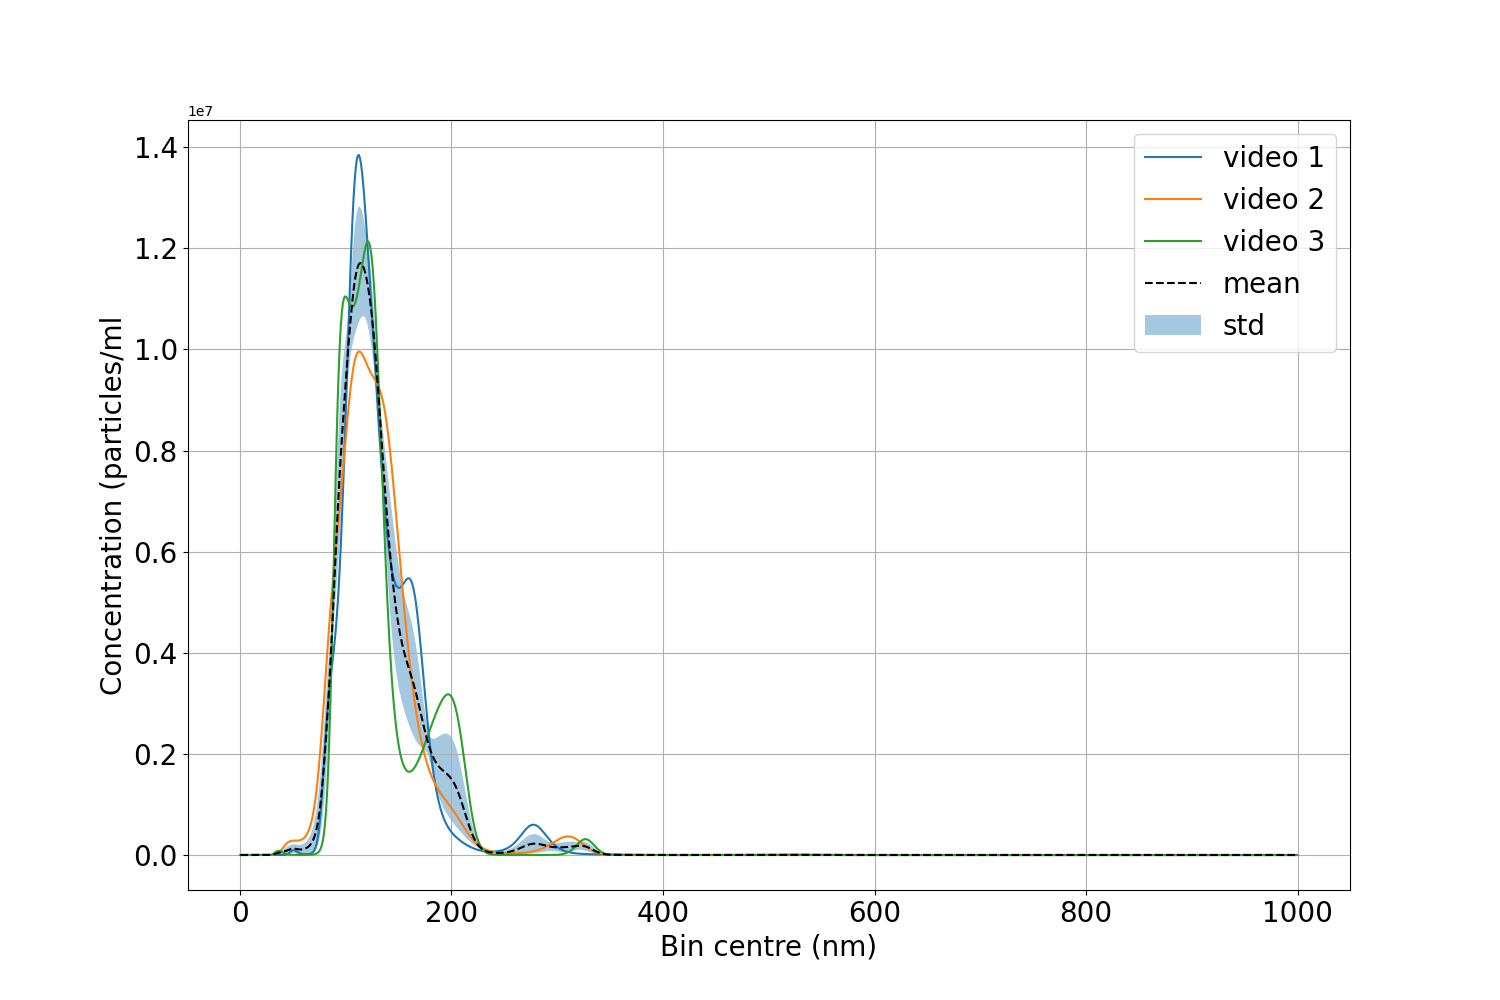 1e7
1.4
1.2
1.0
0.8
0.6
0.4
0.2
0.0
Concentration (particles/ml
0 200 400 600 800 1000
Bin centre (nm)
video 1
video 2
video 3
mean
std